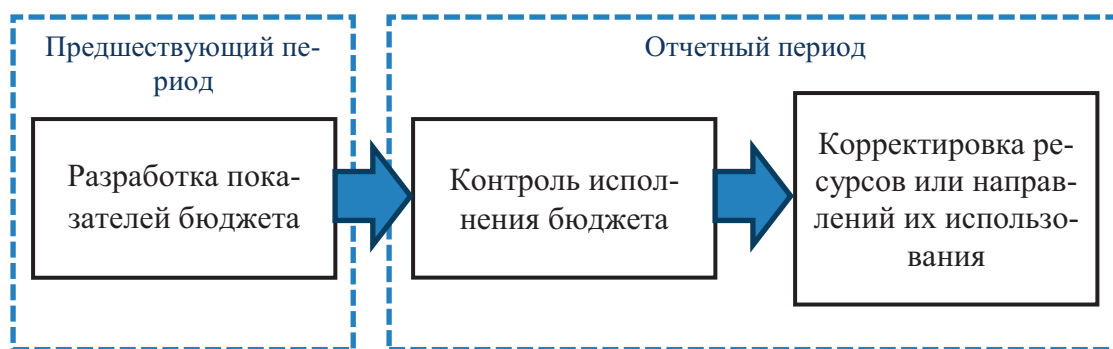 Предшествующий пе-
риод
Отчетный период
Разработка пока-
зателей бюджета
Контроль испол-
нения бюджета
Корректировка ре-
сурсов или направ-
лений их использо-
вания